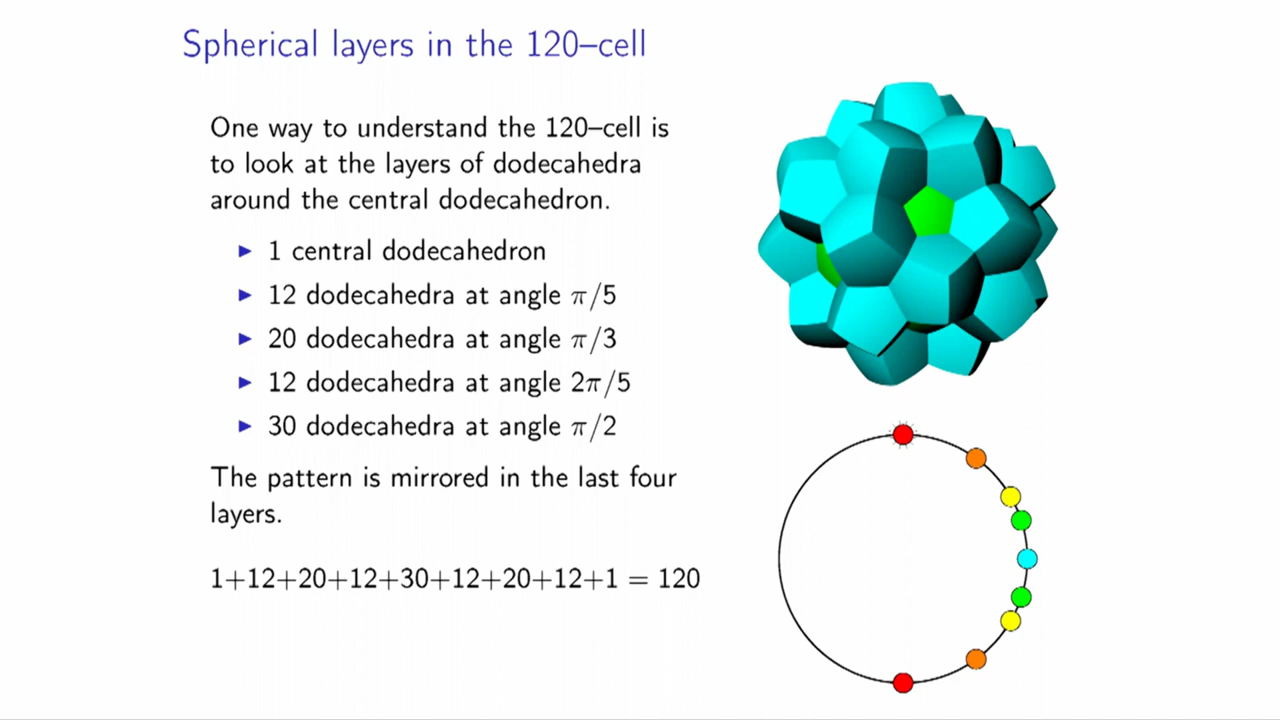 Spherical layers in the 120–cell
One way to understand the 120–cell is
to look at the layers of dodecahedra
around the central dodecahedron.
▶ 1 central dodecahedron
▶ 12 dodecahedra at angle π/5
▶ 20 dodecahedra at angle π/3
▶ 12 dodecahedra at angle 2π/5
▶ 30 dodecahedra at angle π/2
The pattern is mirrored in the last four
layers.
1+12+20+12+30+12+20+12+1 = 120